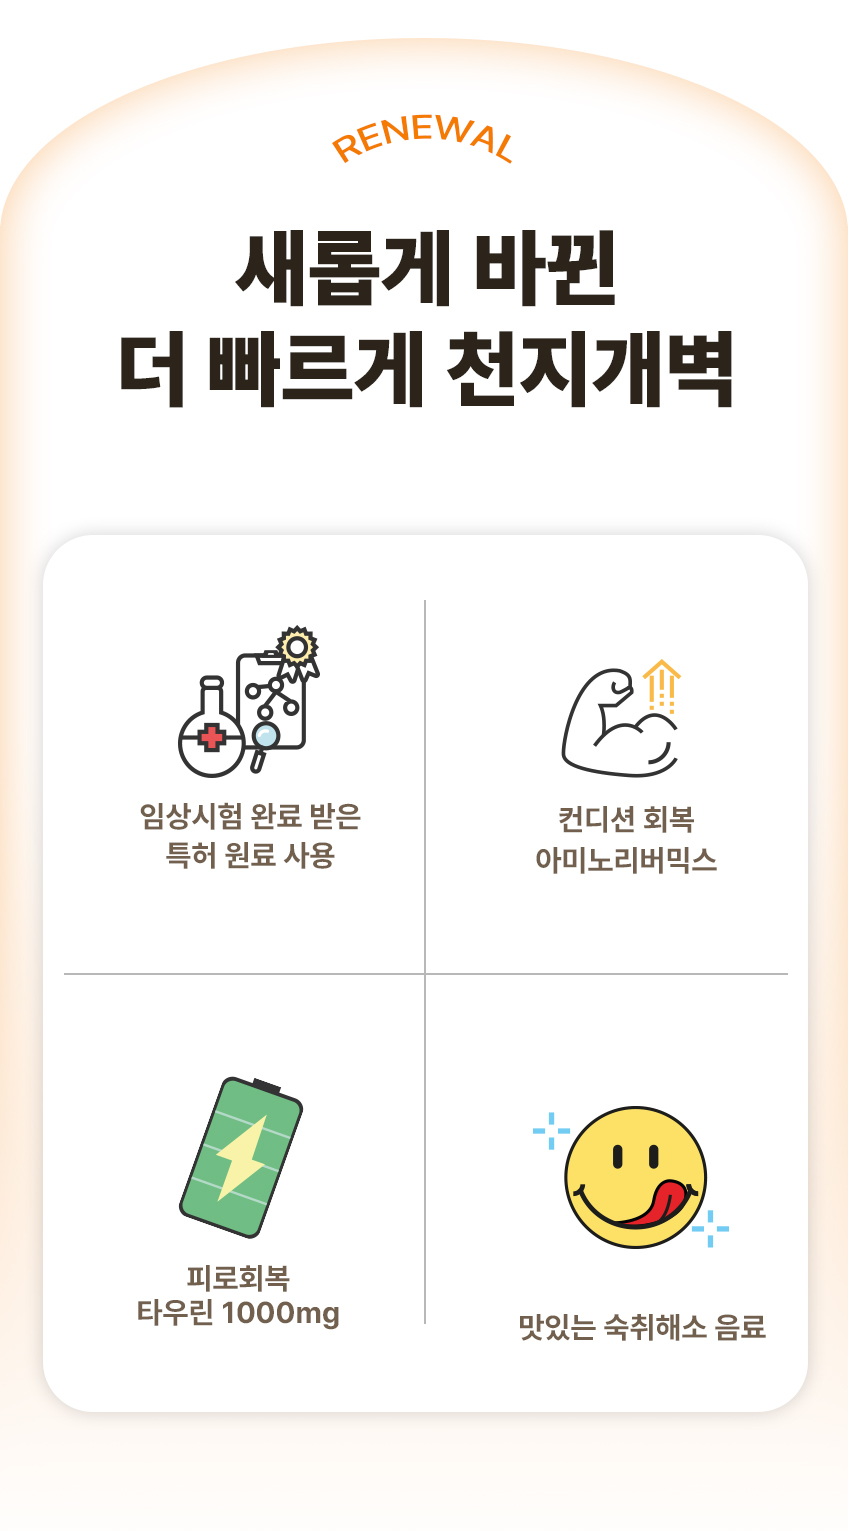 RENEWAL
새롭게 바뀐
더 빠르게 천지개벽
임상시험 완료 받은
특허 원료 사용
컨디션 회복
아미노리버믹스
피로회복
타우린 1000mg
맛있는 숙취해소 음료